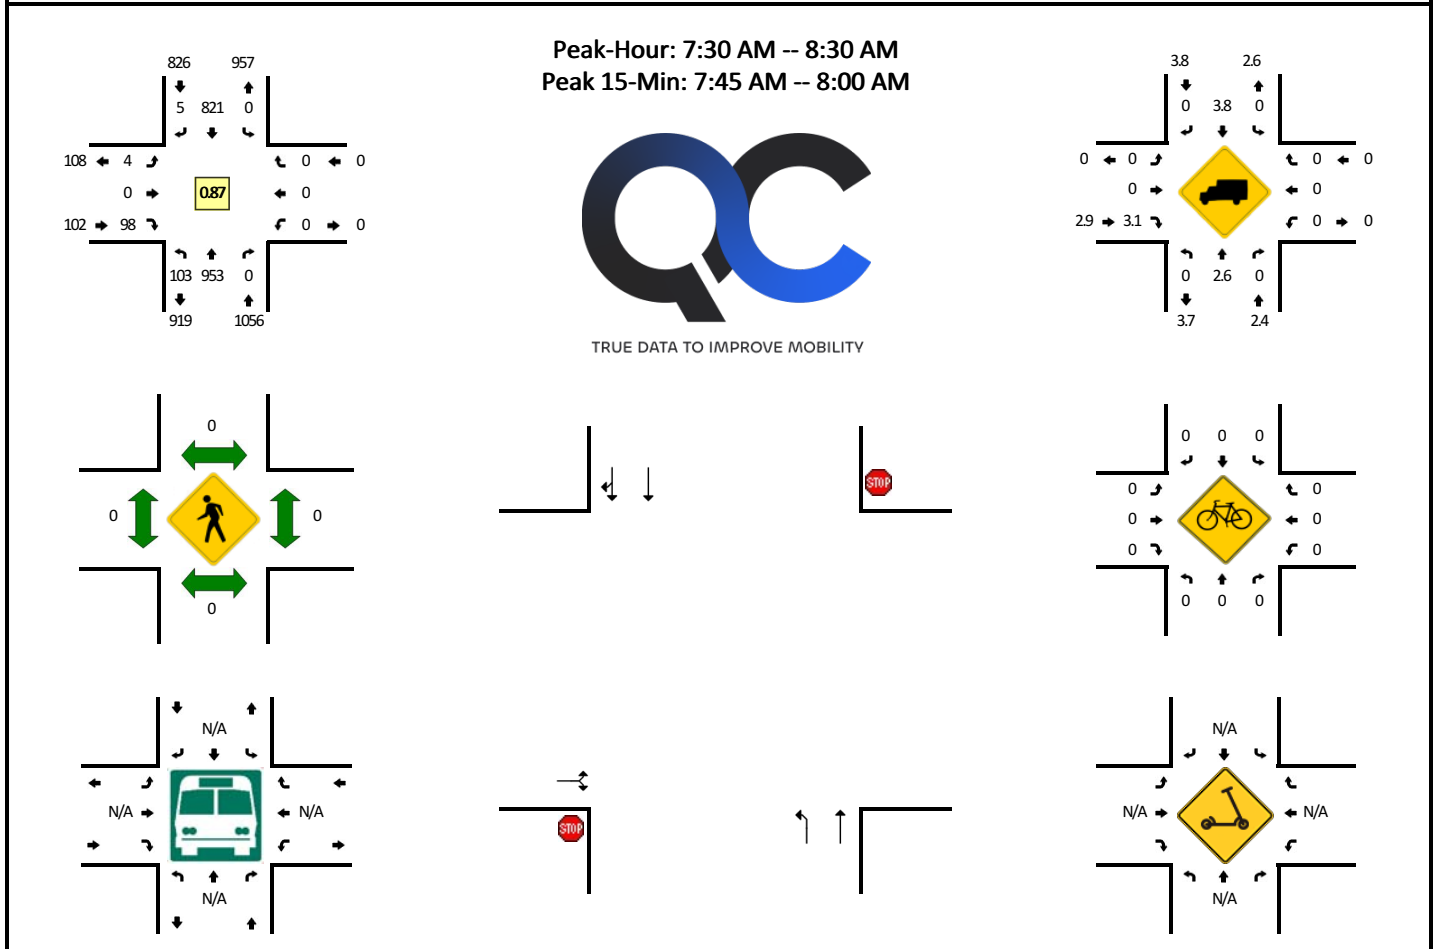 Peak-Hour: 7:30 AM -- 8:30 AM
Peak 15-Min: 7:45 AM -- 8:00 AM
826 957
5 821 0
108 4 0 0
0 0.87 0
102 98 0 0
103 953 0
919 1056
QC
TRUE DATA TO IMPROVE MOBILITY
3.8 2.6
0 3.8 0
0 0 0 0
0 0
2.9 3.1 0 0
0 2.6 0
3.7 2.4
0
0 0
0
STOP
STOP
0 0 0
0 0
0 0
0 0
0 0 0
N/A
N/A N/A
N/A
N/A
N/A N/A
N/A